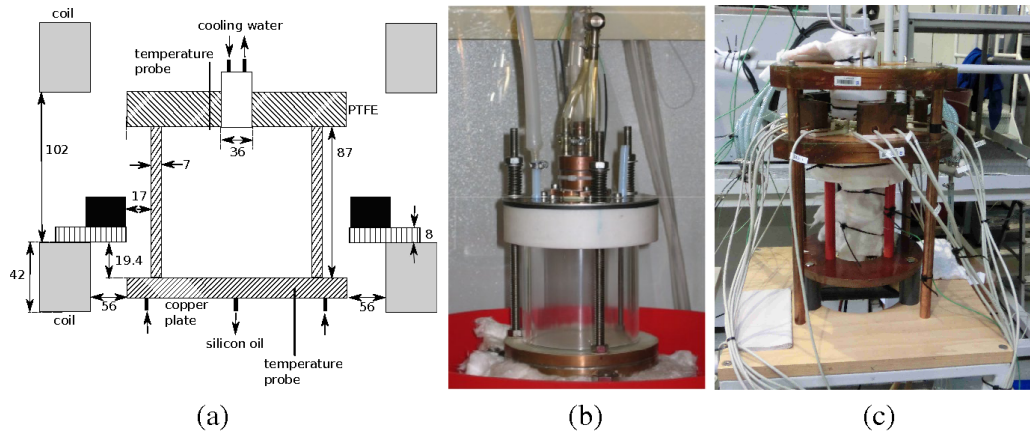 coil
cooling water
temperature
probe
PTFE
36
102
7
87
17
8
19.4
42
56
56
coil
copper
plate
silicon oil
temperature
probe
(a)
(b)
(c)